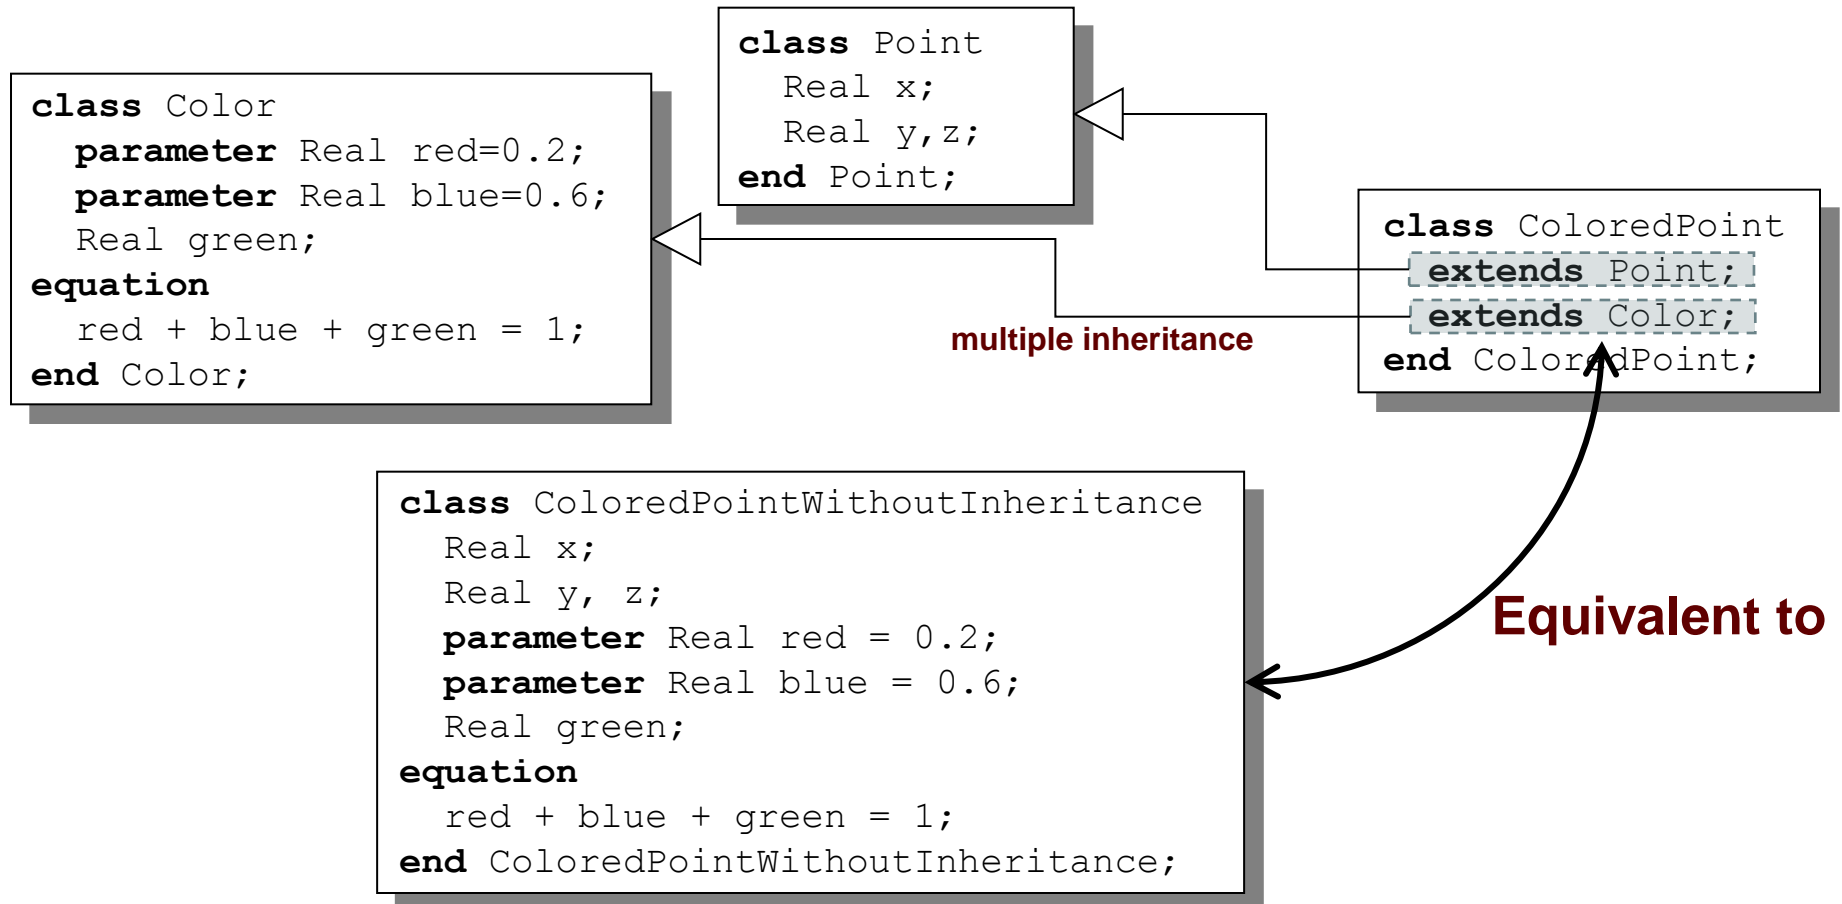 class Color
parameter Real red=0.2;
parameter Real blue=0.6;
Real green;
equation
red + blue + green = 1;
end Color;
class Point
Real x;
Real y,z;
end Point;
class ColoredPoint
extends Point;
extends Color;
end ColoredPoint;
multiple inheritance
class ColoredPointWithoutInheritance
Real x;
Real y, z;
parameter Real red = 0.2;
parameter Real blue = 0.6;
Real green;
equation
red + blue + green = 1;
end ColoredPointWithoutInheritance;
Equivalent to